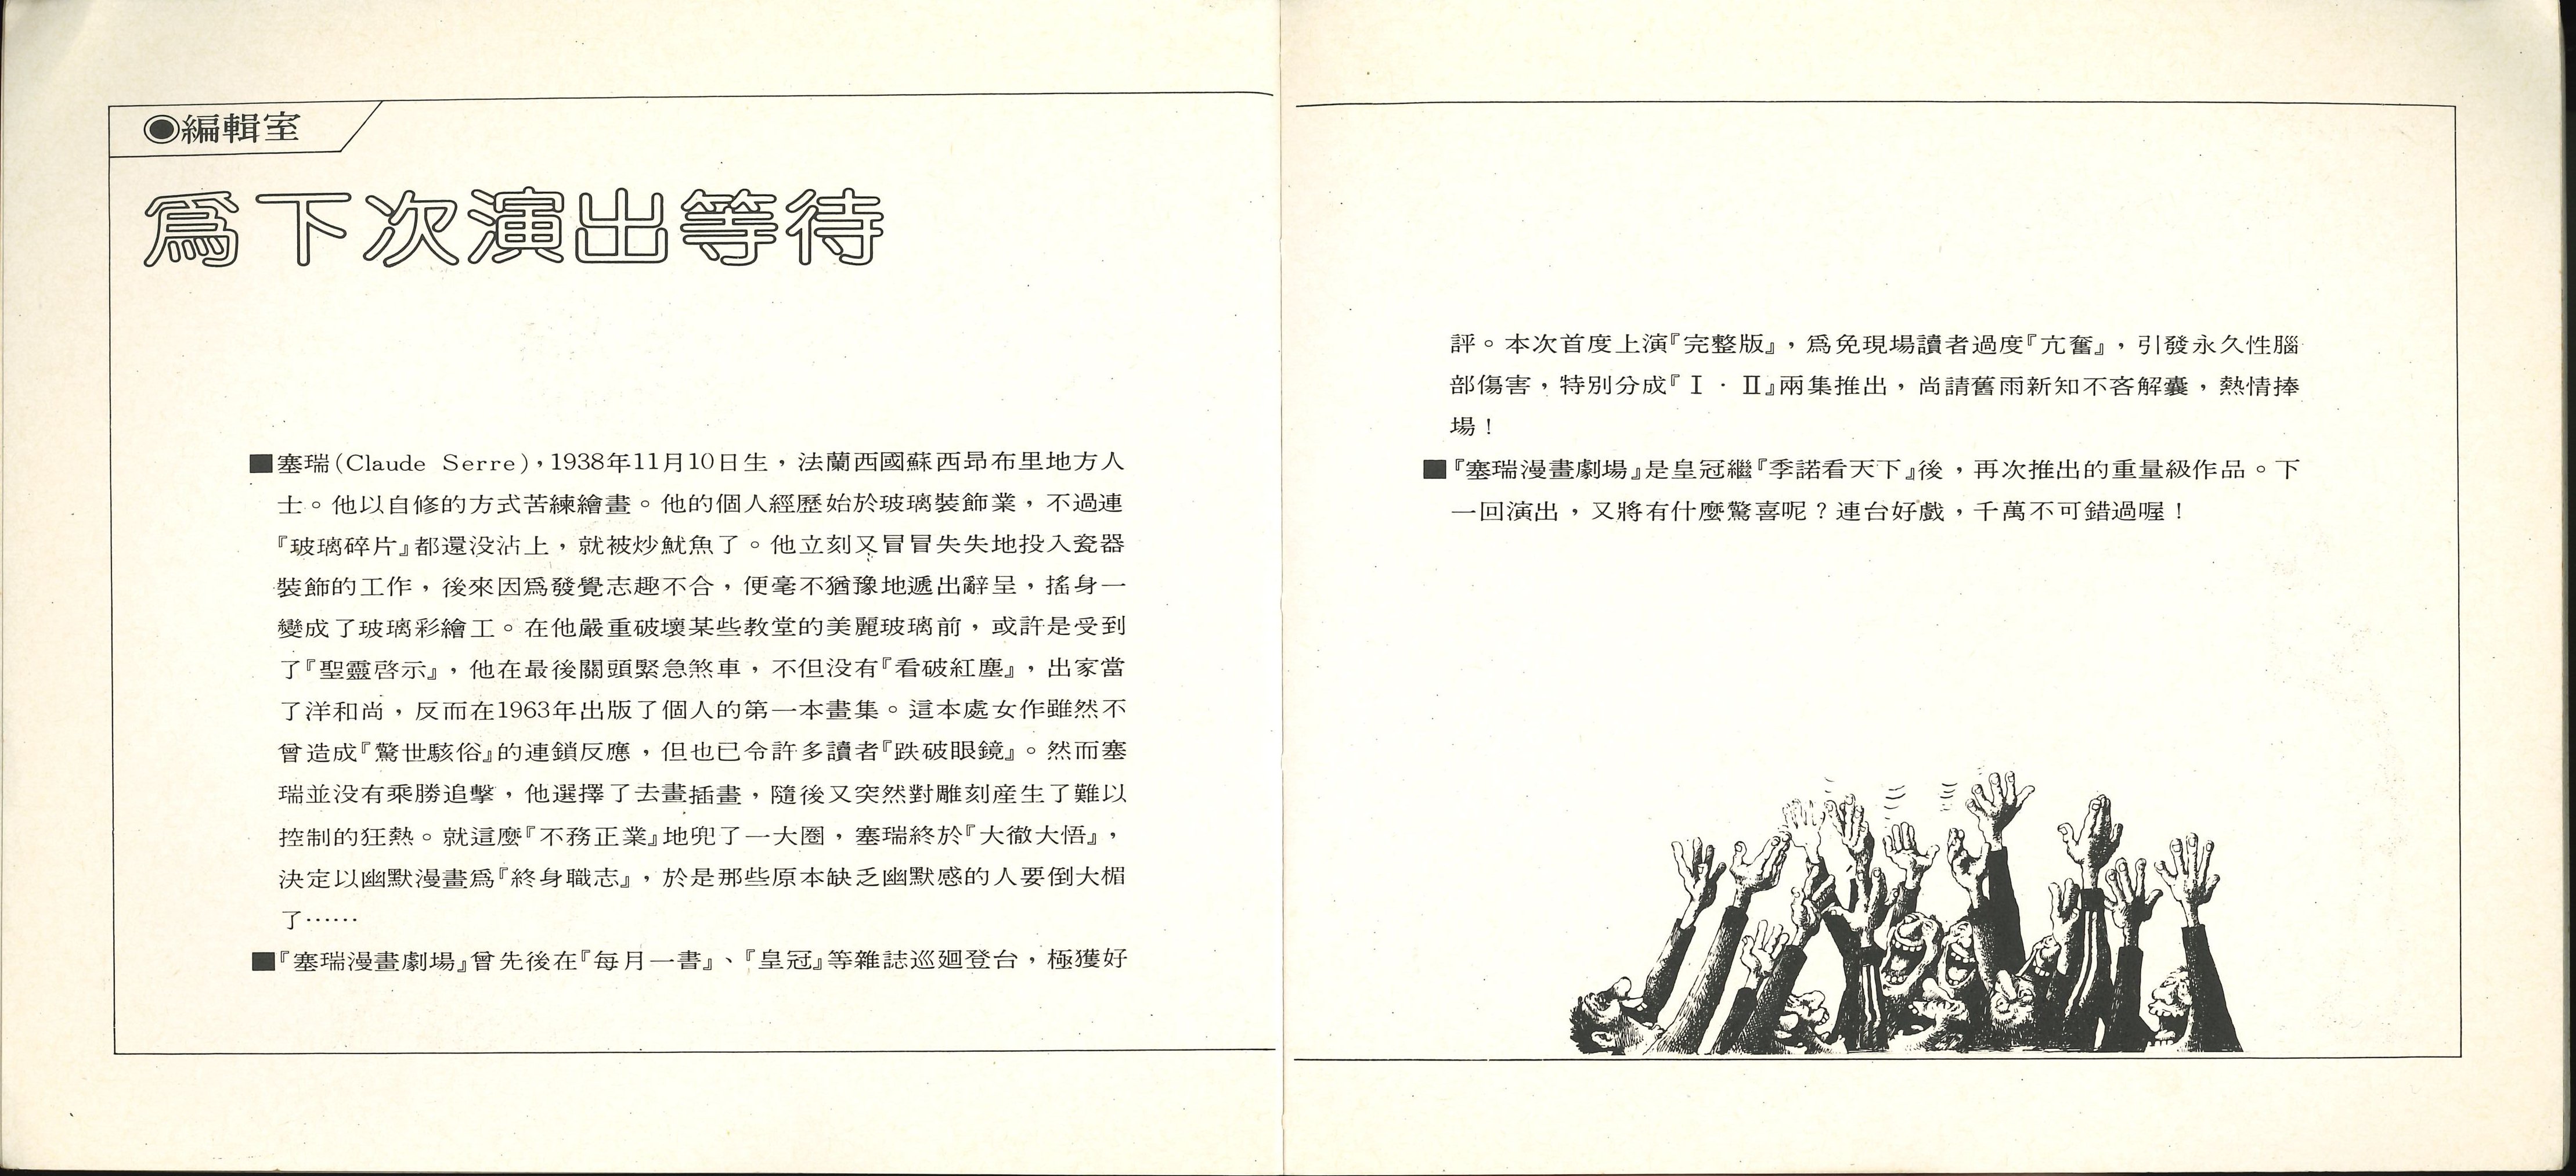 ◉編輯室
爲下次演出等待
■塞瑞(Claude Serre)，1938年11月10日生，法蘭西國蘇西昂布里地方人
士。他以自修的方式苦練繪畫。他的個人經歷始於玻璃裝飾業，不過連
『玻璃碎片』都還没沾上，就被炒魷魚了。他立刻又冒冒失失地投入瓷器
裝飾的工作，後來因爲發覺志趣不合，便毫不猶豫地遞出辭呈，搖身一
變成了玻璃彩繪工。在他嚴重破壞某些教堂的美麗玻璃前，或許是受到
了『聖靈啓示』，他在最後關頭緊急煞車，不但没有『看破紅塵』，出家當
了洋和尚，反而在1963年出版了個人的第一本畫集。這本處女作雖然不
曾造成『驚世駭俗』的連鎖反應，但也已令許多讀者『跌破眼鏡』。然而塞
瑞並没有乘勝追擊，他選擇了去畫插畫，隨後又突然對雕刻產生了難以
控制的狂熱。就這麼『不務正業』地兜了一大圈，塞瑞終於『大徹大悟』，
決定以幽默漫畫爲『終身職志』，於是那些原本缺乏幽默感的人要倒大楣
了……
■『塞瑞漫畫劇場』曾先後在『每月一書』、『皇冠』等雜誌巡廻登台，極獲好
評。本次首度上演『完整版』，爲免現場讀者過度『亢奮』，引發永久性腦
部傷害，特別分成『Ⅰ·Ⅱ』兩集推出，尚請舊雨新知不吝解囊，熱情捧
場！
■『塞瑞漫畫劇場』是皇冠繼『季諾看天下』後，再次推出的重量級作品。下
一回演出，又將有什麼驚喜呢？連台好戲，千萬不可錯過喔！